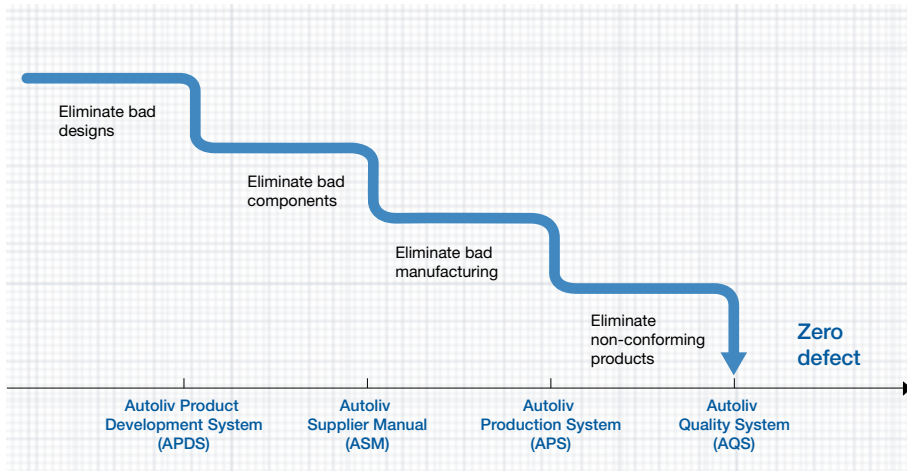 Eliminate bad
designs
Eliminate bad
components
Eliminate bad
manufacturing
Eliminate
non-conforming
products
Zero
defect
Autoliv Product
Development System
(APDS)
Autoliv
Supplier Manual
(ASM)
Autoliv
Production System
(APS)
Autoliv
Quality System
(AQS)